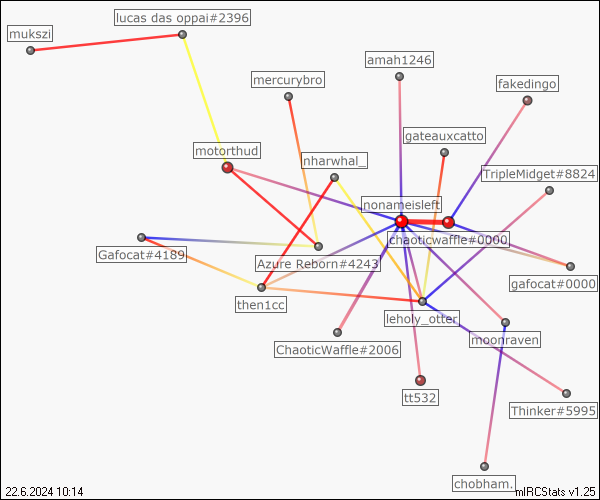 lucas das oppai#2396
mukszi
amah1246
mercurybro
fakedingo
gateauxcatto
motorthud
nharwhal_
TripleMidget#8824
nonameisleft
chaoticwaffle#0000
Gafocat#4189
Azure Reborn#4243
gafocat#0000
then1cc
leholy_otter
moonraven
ChaoticWaffle#2006
tt532
Thinker#5995
chobham.
22.6.2024 10:14
mIRCStats v1.25